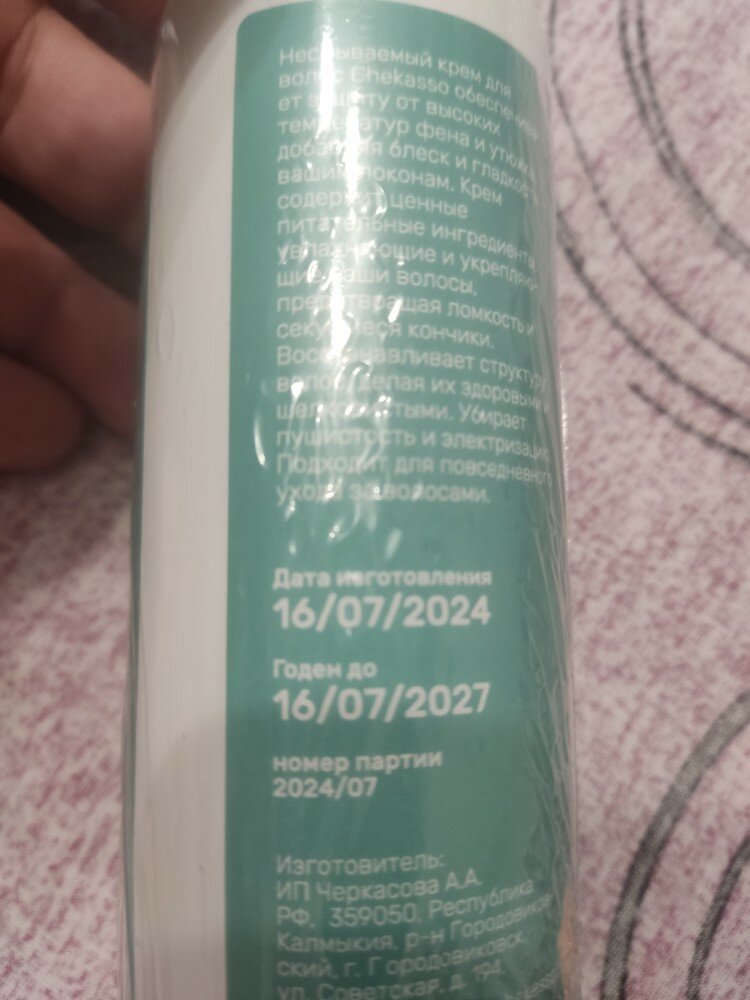 Несмываемый крем для
волос Chekasso обеспечива-
ет защиту от высоких
температур фена и утюжка,
добавляя блеск и гладкость
вашим локонам. Крем
содержит ценные
питательные ингредиенты,
увлажняющие и укрепляю-
щие ваши волосы,
предотвращая ломкость и
секущиеся кончики.
Восстанавливает структуру
волос, делая их здоровыми и
шелковистыми. Убирает
пушистость и электризацию.
Подходит для повседневного
ухода за волосами.
Дата изготовления
16/07/2024
Годен до
16/07/2027
номер партии
2024/07
Изготовитель:
ИП Черкасова А.А.
РФ, 359050, Республика
Калмыкия, р-н Городовиков-
ский, г. Городовиковск,
ул. Советская, д. 194